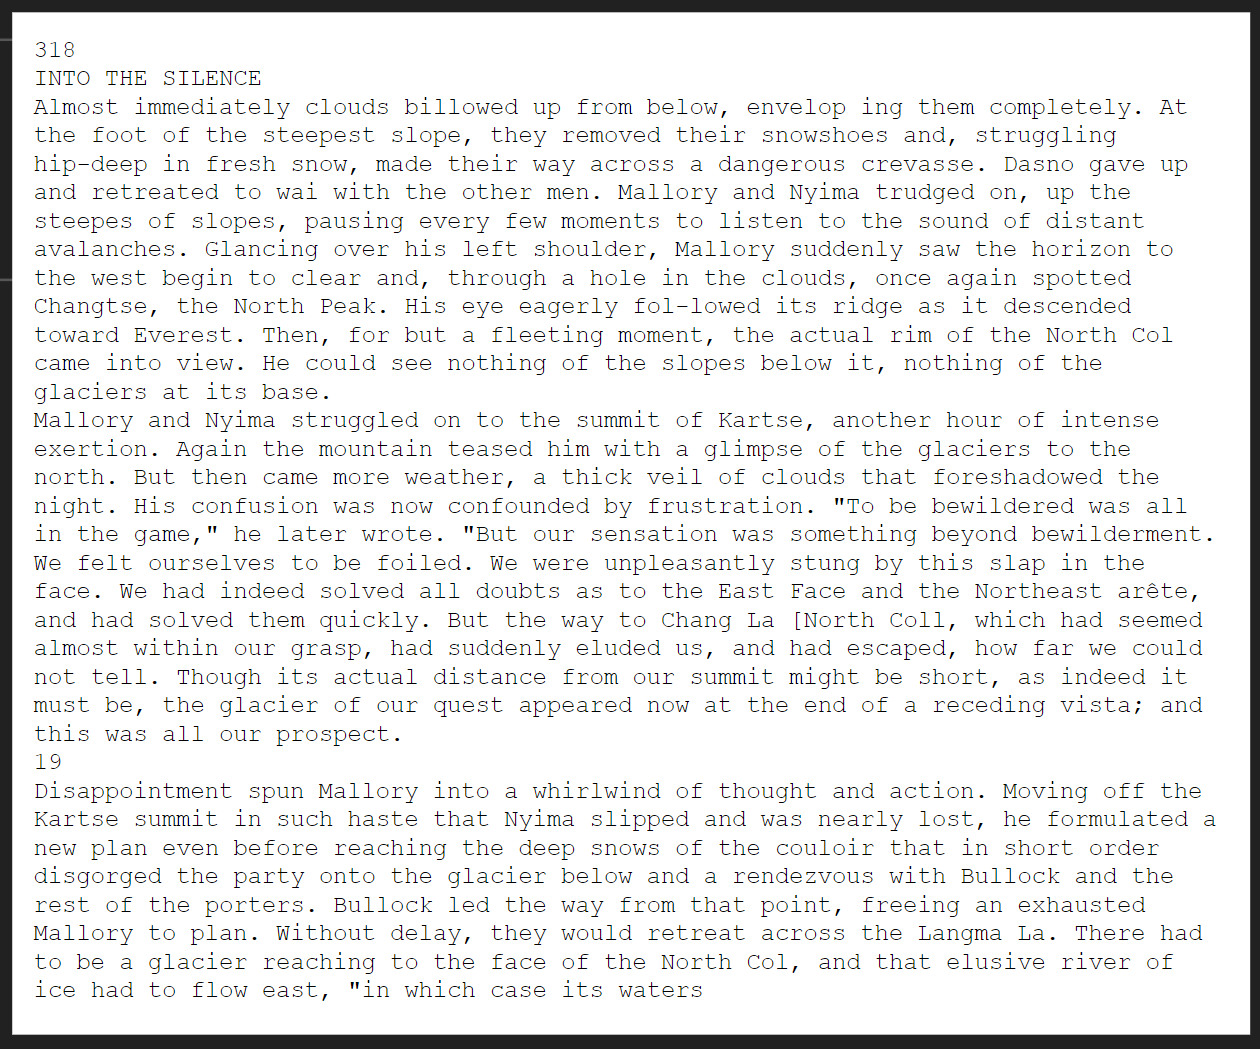 318
INTO THE SILENCE
Almost immediately clouds billowed up from below, envelop ing them completely. At
the foot of the steepest slope, they removed their snowshoes and, struggling
hip-deep in fresh snow, made their way across a dangerous crevasse. Dasno gave up
and retreated to wai with the other men. Mallory and Nyima trudged on, up the
steepes of slopes, pausing every few moments to listen to the sound of distant
avalanches. Glancing over his left shoulder, Mallory suddenly saw the horizon to
the west begin to clear and, through a hole in the clouds, once again spotted
Changtse, the North Peak. His eye eagerly fol-lowed its ridge as it descended
toward Everest. Then, for but a fleeting moment, the actual rim of the North Col
came into view. He could see nothing of the slopes below it, nothing of the
glaciers at its base.
Mallory and Nyima struggled on to the summit of Kartse, another hour of intense
exertion. Again the mountain teased him with a glimpse of the glaciers to the
north. But then came more weather, a thick veil of clouds that foreshadowed the
night. His confusion was now confounded by frustration. "To be bewildered was all
in the game," he later wrote. "But our sensation was something beyond bewilderment.
We felt ourselves to be foiled. We were unpleasantly stung by this slap in the
face. We had indeed solved all doubts as to the East Face and the Northeast arête,
and had solved them quickly. But the way to Chang La [North Coll, which had seemed
almost within our grasp, had suddenly eluded us, and had escaped, how far we could
not tell. Though its actual distance from our summit might be short, as indeed it
must be, the glacier of our quest appeared now at the end of a receding vista; and
this was all our prospect.
19
Disappointment spun Mallory into a whirlwind of thought and action. Moving off the
Kartse summit in such haste that Nyima slipped and was nearly lost, he formulated a
new plan even before reaching the deep snows of the couloir that in short order
disgorged the party onto the glacier below and a rendezvous with Bullock and the
rest of the porters. Bullock led the way from that point, freeing an exhausted
Mallory to plan. Without delay, they would retreat across the Langma La. There had
to be a glacier reaching to the face of the North Col, and that elusive river of
ice had to flow east, "in which case its waters